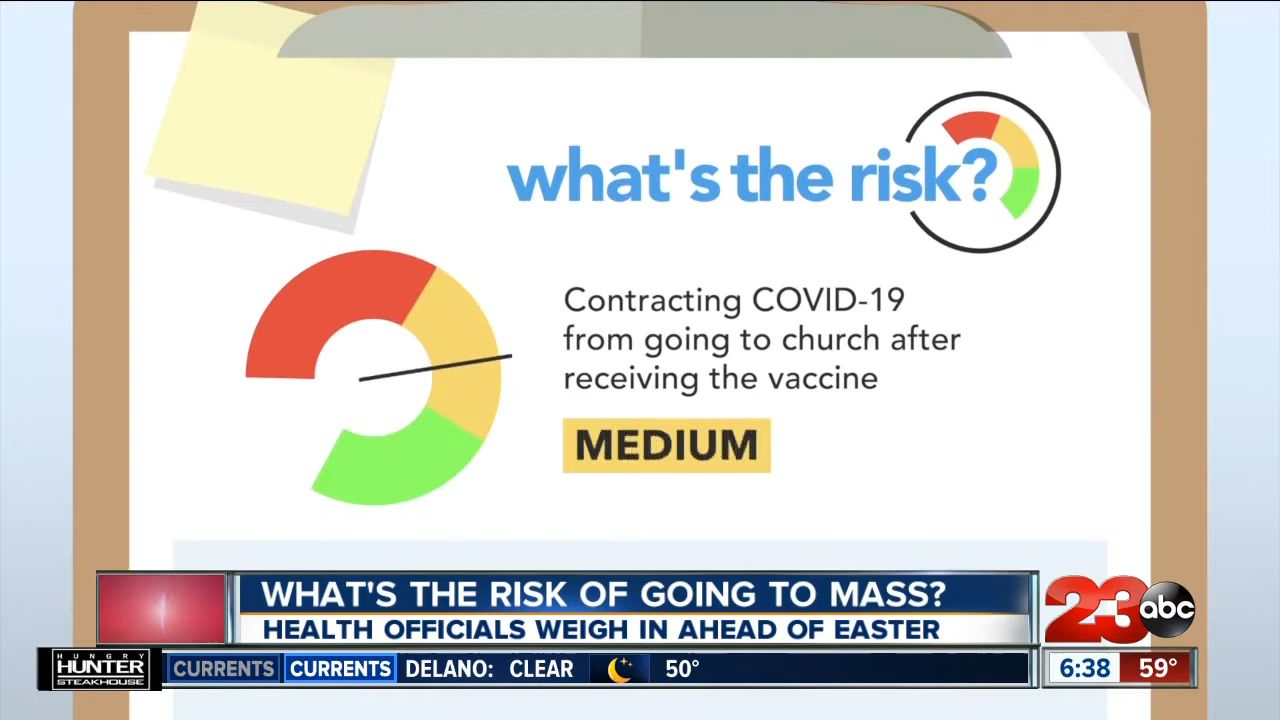 what's the risk?
Contracting COVID-19
from going to church after
receiving the vaccine
MEDIUM
WHAT'S THE RISK OF GOING TO MASS?
HEALTH OFFICIALS WEIGH IN AHEAD OF EASTER
23 abc
HUNGRY
HUNTER
STEAKHOUSE
CURRENTS CURRENTS DELANO: CLEAR 50°
6:38 59°